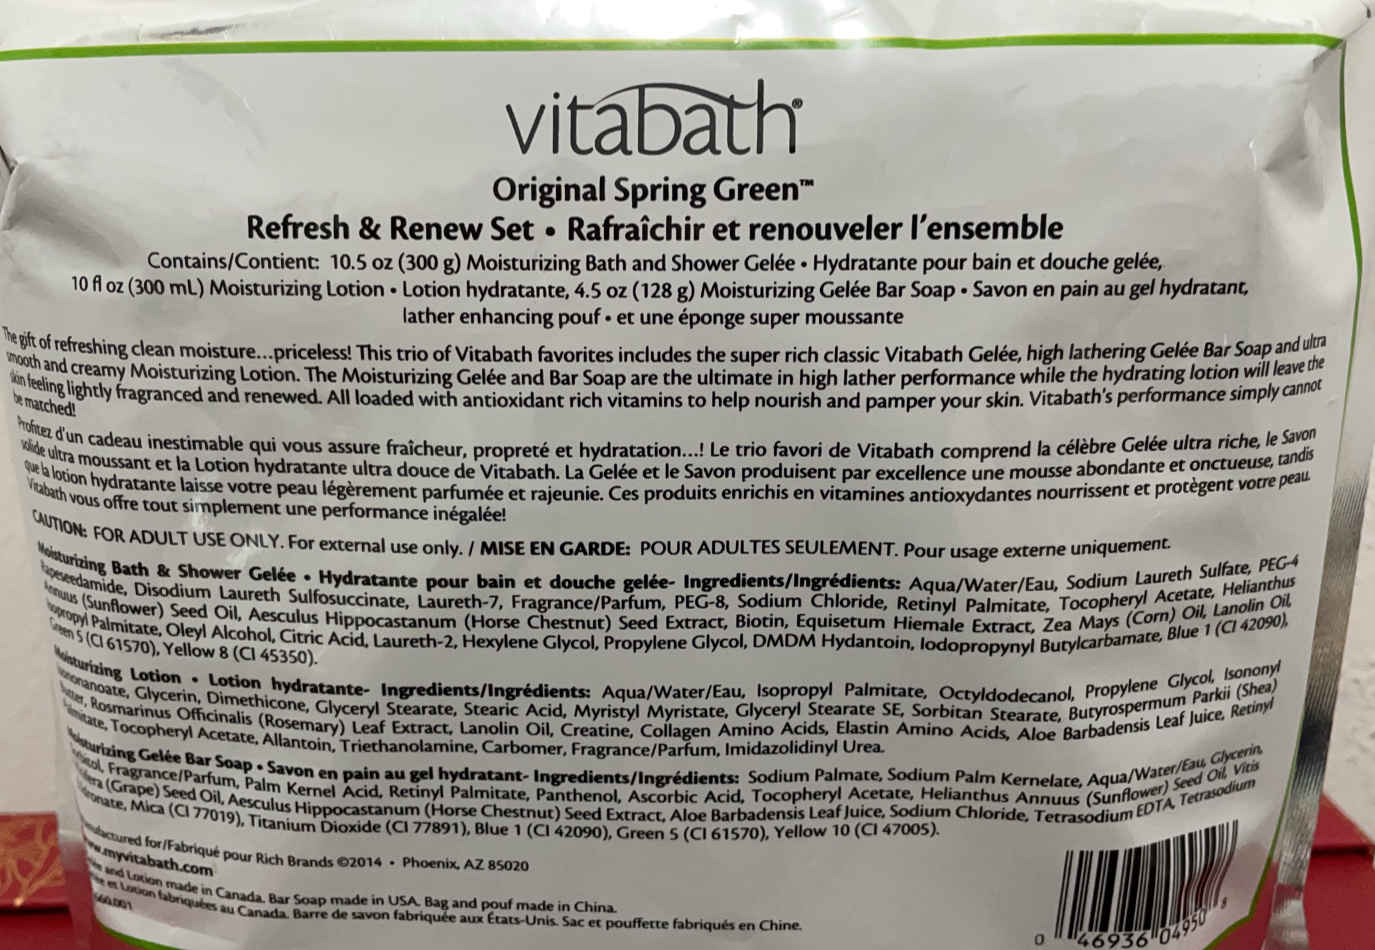 vitabath®
Original Spring Green™
Refresh & Renew Set • Rafraîchir et renouveler l'ensemble
Contains/Contient: 10.5 oz (300 g) Moisturizing Bath and Shower Gelée • Hydratante pour bain et douche gelée,
10 fl oz (300 mL) Moisturizing Lotion • Lotion hydratante, 4.5 oz (128 g) Moisturizing Gelée Bar Soap • Savon en pain au gel hydratant,
lather enhancing pouf • et une éponge super moussante
The gift of refreshing clean moisture...priceless! This trio of Vitabath favorites includes the super rich classic Vitabath Gelée, high lathering Gelée Bar Soap and ultra
smooth and creamy Moisturizing Lotion. The Moisturizing Gelée and Bar Soap are the ultimate in high lather performance while the hydrating lotion will leave the
skin feeling lightly fragranced and renewed. All loaded with antioxidant rich vitamins to help nourish and pamper your skin. Vitabath's performance simply cannot
be matched!
Profitez d'un cadeau inestimable qui vous assure fraîcheur, propreté et hydratation...! Le trio favori de Vitabath comprend la célèbre Gelée ultra riche, le Savon
solide ultra moussant et la Lotion hydratante ultra douce de Vitabath. La Gelée et le Savon produisent par excellence une mousse abondante et onctueuse, tandis
que la lotion hydratante laisse votre peau légèrement parfumée et rajeunie. Ces produits enrichis en vitamines antioxydantes nourrissent et protègent votre peau.
Vitabath vous offre tout simplement une performance inégalée!
CAUTION: FOR ADULT USE ONLY. For external use only. / MISE EN GARDE: POUR ADULTES SEULEMENT. Pour usage externe uniquement.
Moisturizing Bath & Shower Gelée • Hydratante pour bain et douche gelée- Ingredients/Ingrédients: Aqua/Water/Eau, Sodium Laureth Sulfate, PEG-4
Rapeseedamide, Disodium Laureth Sulfosuccinate, Laureth-7, Fragrance/Parfum, PEG-8, Sodium Chloride, Retinyl Palmitate, Tocopheryl Acetate, Helianthus
Annuus (Sunflower) Seed Oil, Aesculus Hippocastanum (Horse Chestnut) Seed Extract, Biotin, Equisetum Hiemale Extract, Zea Mays (Corn) Oil, Lanolin Oil,
Isopropyl Palmitate, Oleyl Alcohol, Citric Acid, Laureth-2, Hexylene Glycol, Propylene Glycol, DMDM Hydantoin, Iodopropynyl Butylcarbamate, Blue 1 (CI 42090),
Green 5 (CI 61570), Yellow 8 (CI 45350).
Moisturizing Lotion • Lotion hydratante- Ingredients/Ingrédients: Aqua/Water/Eau, Isopropyl Palmitate, Octyldodecanol, Propylene Glycol, Isononyl
Isononanoate, Glycerin, Dimethicone, Glyceryl Stearate, Stearic Acid, Myristyl Myristate, Glyceryl Stearate SE, Sorbitan Stearate, Butyrospermum Parkii (Shea)
Butter, Rosmarinus Officinalis (Rosemary) Leaf Extract, Lanolin Oil, Creatine, Collagen Amino Acids, Elastin Amino Acids, Aloe Barbadensis Leaf Juice, Retinyl
Palmitate, Tocopheryl Acetate, Allantoin, Triethanolamine, Carbomer, Fragrance/Parfum, Imidazolidinyl Urea.
Moisturizing Gelée Bar Soap • Savon en pain au gel hydratant- Ingredients/Ingrédients: Sodium Palmate, Sodium Palm Kernelate, Aqua/Water/Eau, Glycerin,
Fragrance/Parfum, Palm Kernel Acid, Retinyl Palmitate, Panthenol, Ascorbic Acid, Tocopheryl Acetate, Helianthus Annuus (Sunflower) Seed Oil, Vitis
(Grape) Seed Oil, Aesculus Hippocastanum (Horse Chestnut) Seed Extract, Aloe Barbadensis Leaf Juice, Sodium Chloride, Tetrasodium EDTA, Tetrasodium
Mica (CI 77019), Titanium Dioxide (CI 77891), Blue 1 (CI 42090), Green 5 (CI 61570), Yellow 10 (CI 47005).
Manufactured for/Fabriqué pour Rich Brands ©2014 • Phoenix, AZ 85020
www.myvitabath.com
and Lotion made in Canada. Bar Soap made in USA. Bag and pouf made in China.
et Lotion fabriquées au Canada. Barre de savon fabriquée aux États-Unis. Sac et pouffette fabriqués en Chine.
0 46936 04950 8